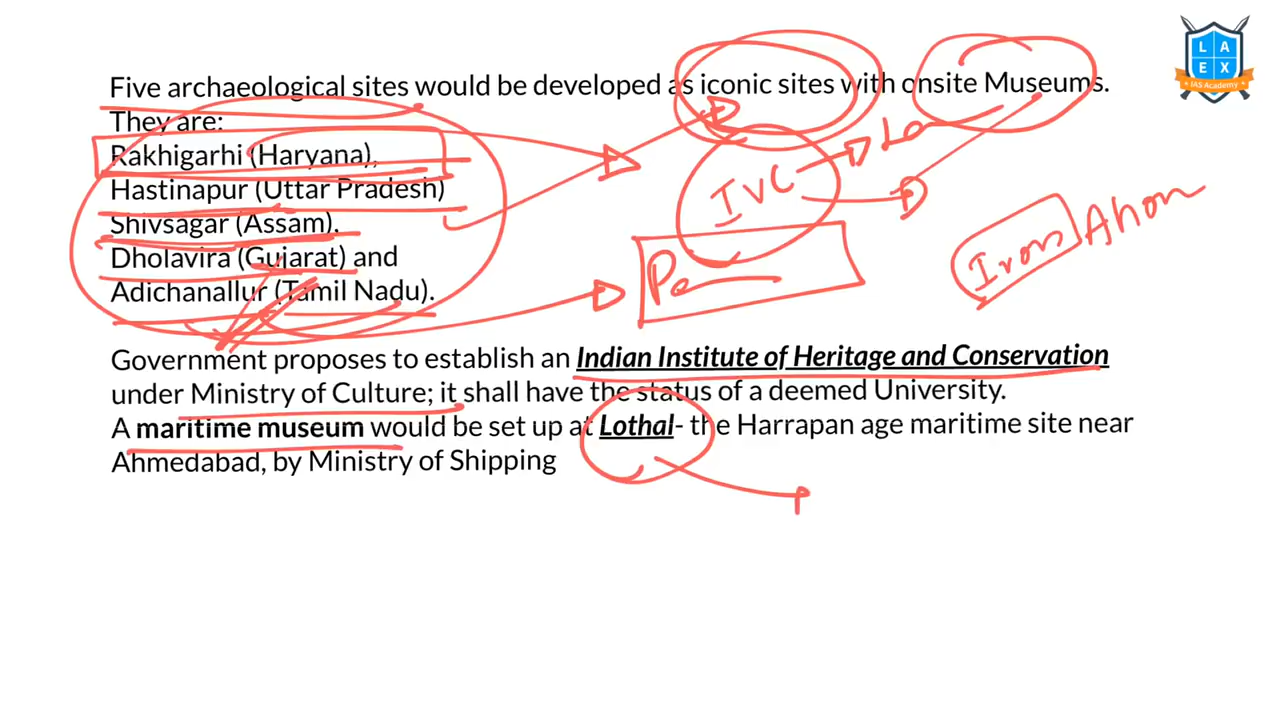 L A
E X
IAS Academy
Five archaeological sites would be developed as iconic sites with onsite Museums.
They are:
Rakhigarhi (Haryana),
Hastinapur (Uttar Pradesh)
Shivsagar (Assam),
Dholavira (Gujarat) and
Adichanallur (Tamil Nadu).
IVC
Iron Ahom
Government proposes to establish an Indian Institute of Heritage and Conservation
under Ministry of Culture; it shall have the status of a deemed University.
A maritime museum would be set up at Lothal- the Harrapan age maritime site near
Ahmedabad, by Ministry of Shipping